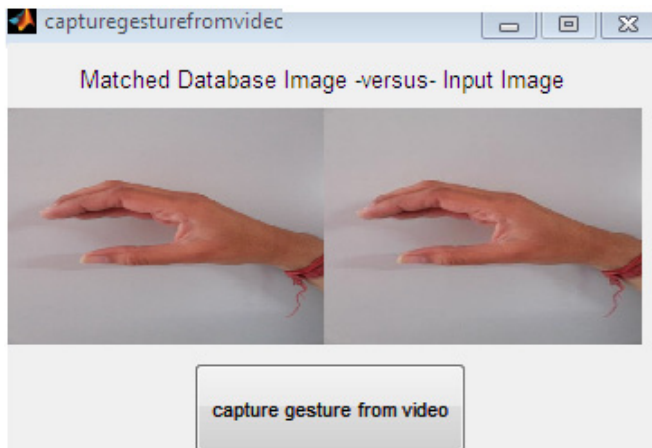 capturegesturefromvidec
Matched Database Image -versus- Input Image
capture gesture from video